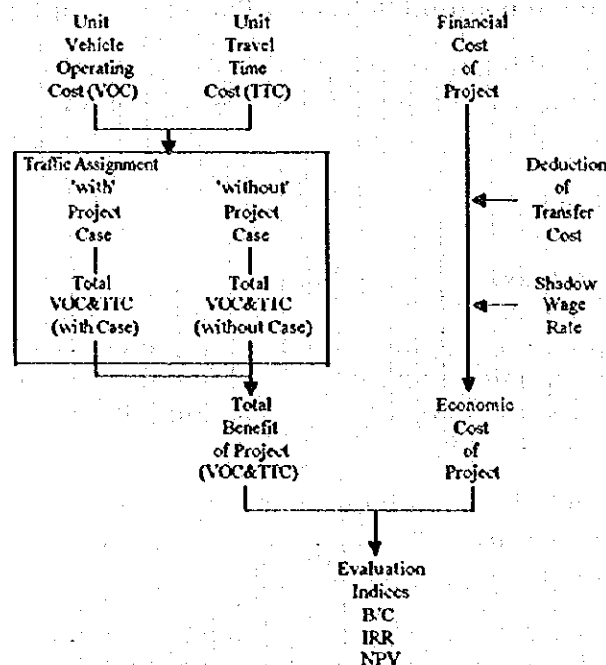 Unit
Vehicle
Operating
Cost (VOC)
Unit
Travel
Time
Cost (TTC)
Financial
Cost
of
Project
Traffic Assignment
'with'
Project
Case
'without'
Project
Case
Deduction
of
Transfer
Cost
Total
VOC&TTC
(with Case)
Total
VOC&TTC
(without Case)
Shadow
Wage
Rate
Total
Benefit
of Project
(VOC&TTC)
Economic
Cost
of
Project
Evaluation
Indices
B/C
IRR
NPV